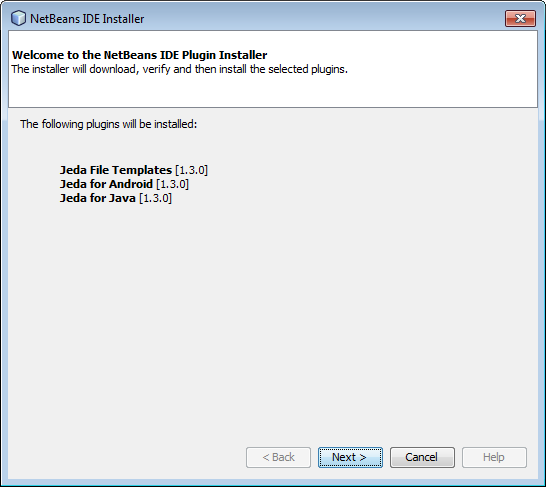 NetBeans IDE Installer
Welcome to the NetBeans IDE Plugin Installer
The installer will download, verify and then install the selected plugins.
The following plugins will be installed:
Jeda File Templates [1.3.0]
Jeda for Android [1.3.0]
Jeda for Java [1.3.0]
< Back Next > Cancel Help